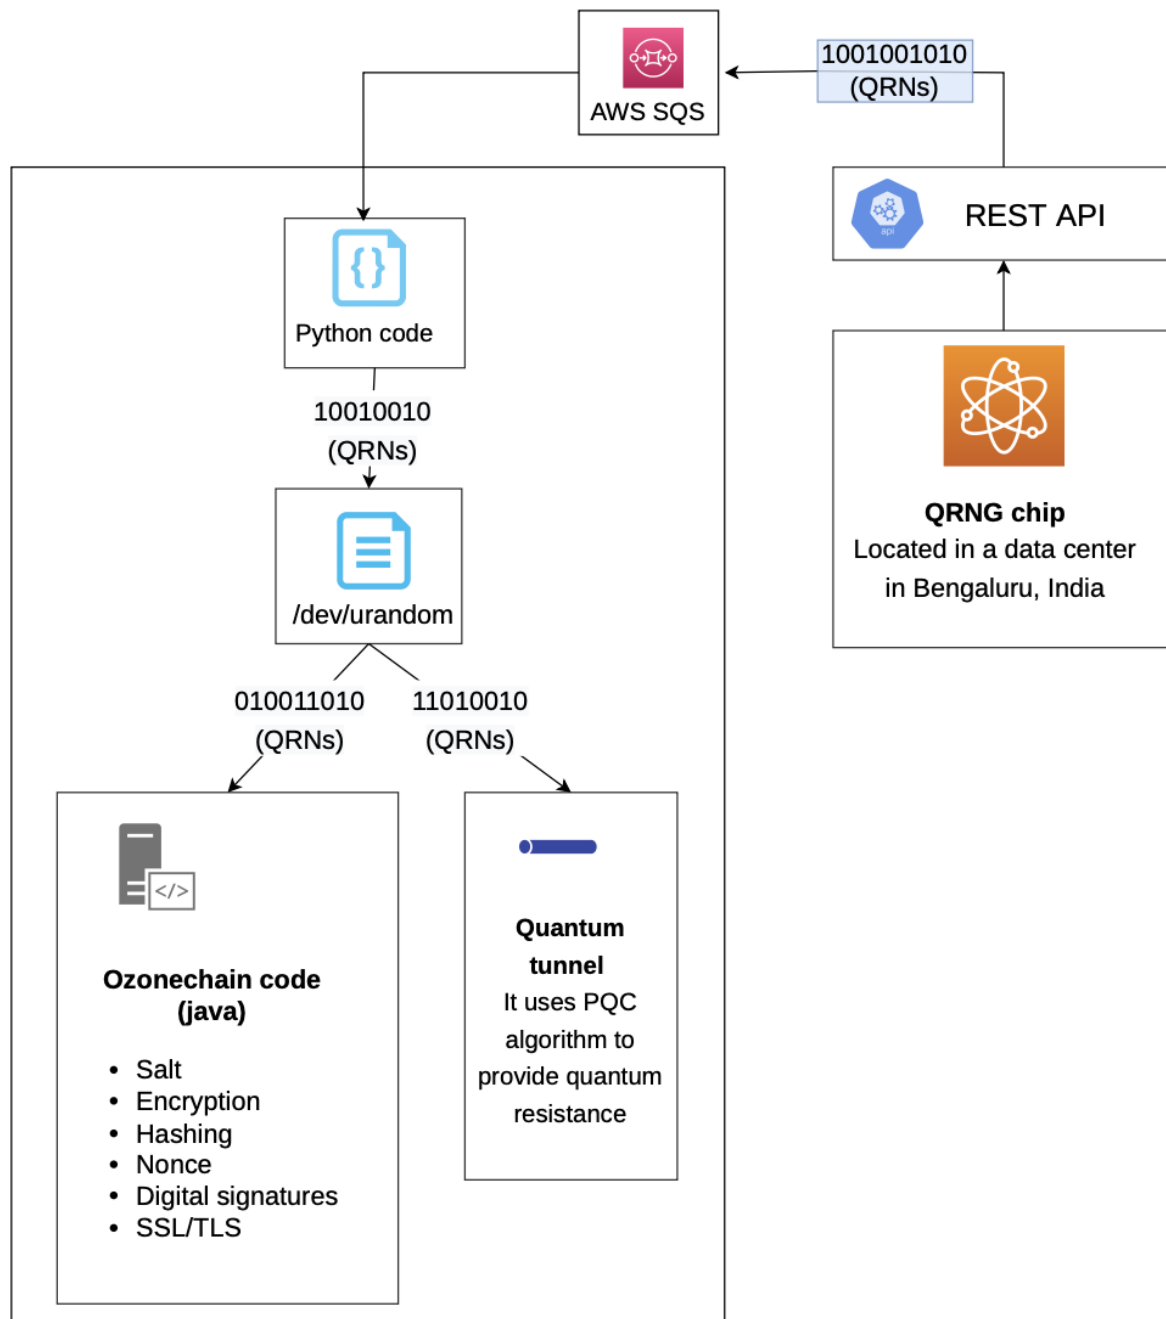 1001001010
(QRNs)
AWS SQS
api
REST API
Python code
10010010
(QRNs)
QRNG chip
Located in a data center
in Bengaluru, India
/dev/urandom
010011010
(QRNs)
11010010
(QRNs)
</>
Ozonechain code
(java)
• Salt
• Encryption
• Hashing
• Nonce
• Digital signatures
• SSL/TLS
Quantum
tunnel
It uses PQC
algorithm to
provide quantum
resistance